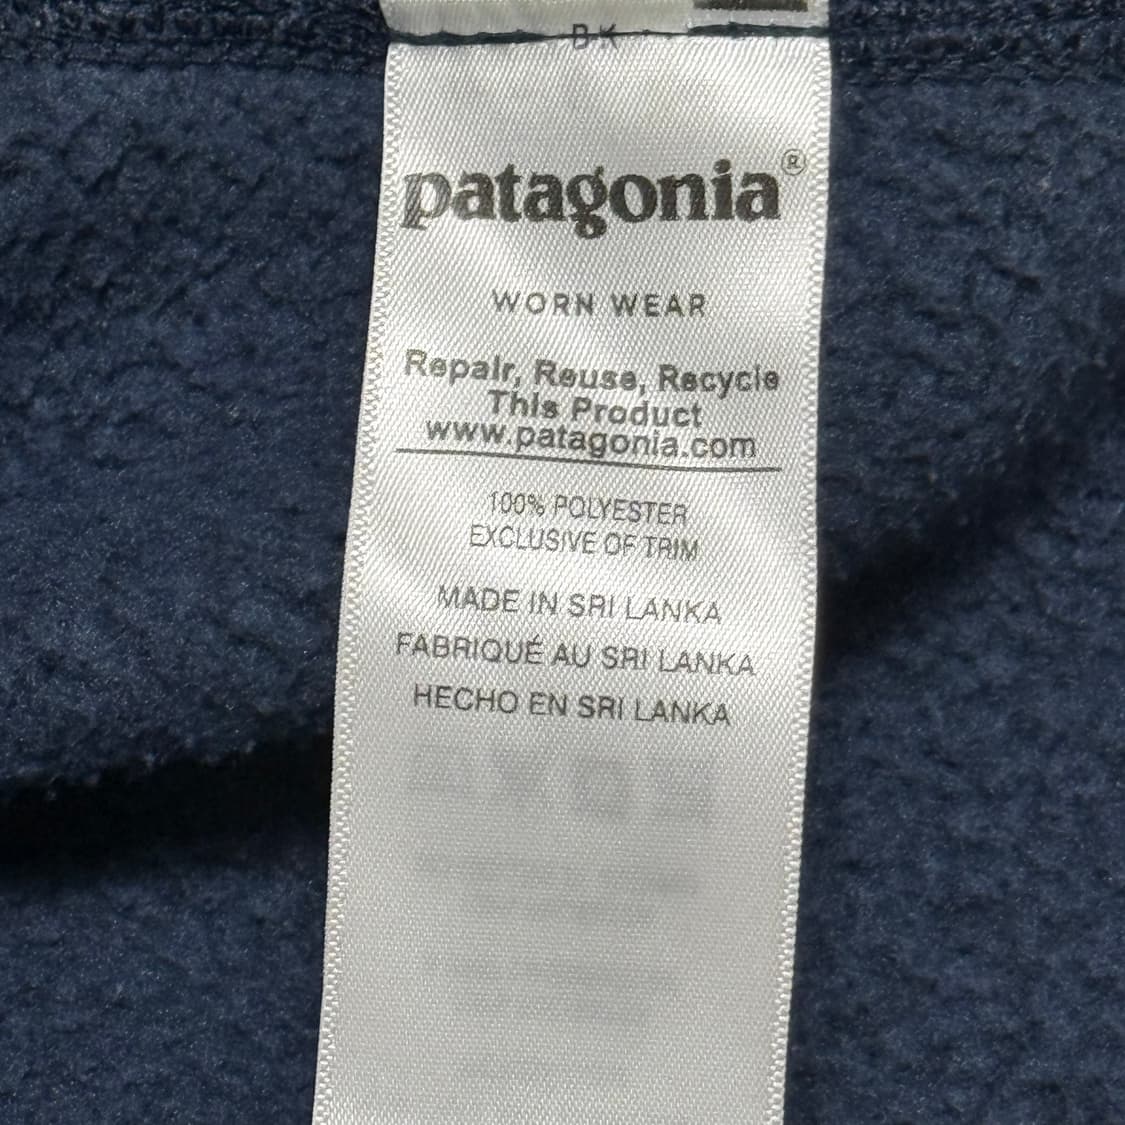 BK
patagonia®
WORN WEAR
Repair, Reuse, Recycle
This Product
www.patagonia.com
100% POLYESTER
EXCLUSIVE OF TRIM
MADE IN SRI LANKA
FABRIQUÉ AU SRI LANKA
HECHO EN SRI LANKA